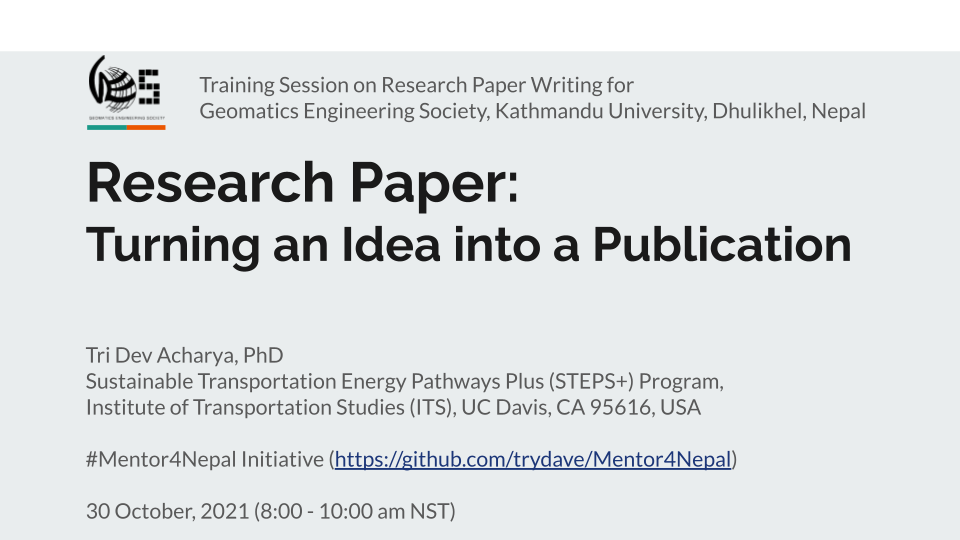 GEOMATICS ENGINEERING SOCIETY
Training Session on Research Paper Writing for
Geomatics Engineering Society, Kathmandu University, Dhulikhel, Nepal
Research Paper:
Turning an Idea into a Publication
Tri Dev Acharya, PhD
Sustainable Transportation Energy Pathways Plus (STEPS+) Program,
Institute of Transportation Studies (ITS), UC Davis, CA 95616, USA
#Mentor4Nepal Initiative (https://github.com/trydave/Mentor4Nepal)
30 October, 2021 (8:00 - 10:00 am NST)